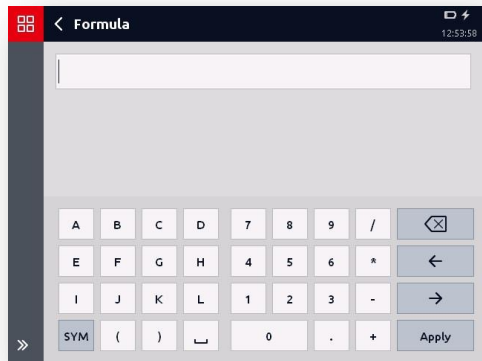 Formula
12:53:58
A B C D 7 8 9 /
E F G H 4 5 6 *
I J K L 1 2 3 -
SYM ( ) 0 . + Apply